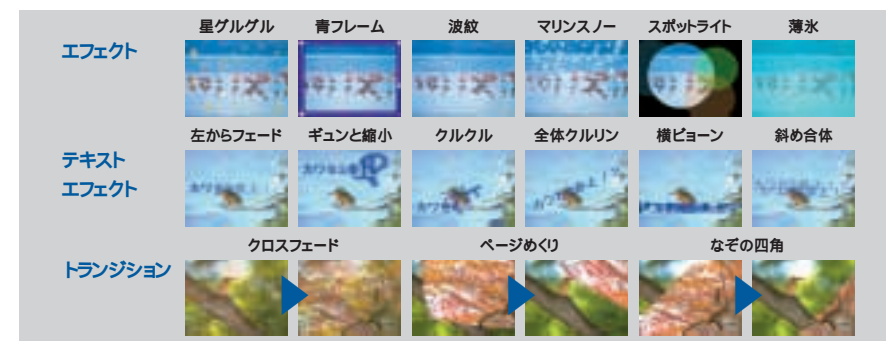 星グルグル 青フレーム 波紋 マリンスノー スポットライト 薄氷
エフェクト
左からフェード ギュンと縮小 クルクル 全体クルリン 横ビョーン 斜め合体
テキスト
エフェクト
クロスフェード ページめくり なぞの四角
トランジション